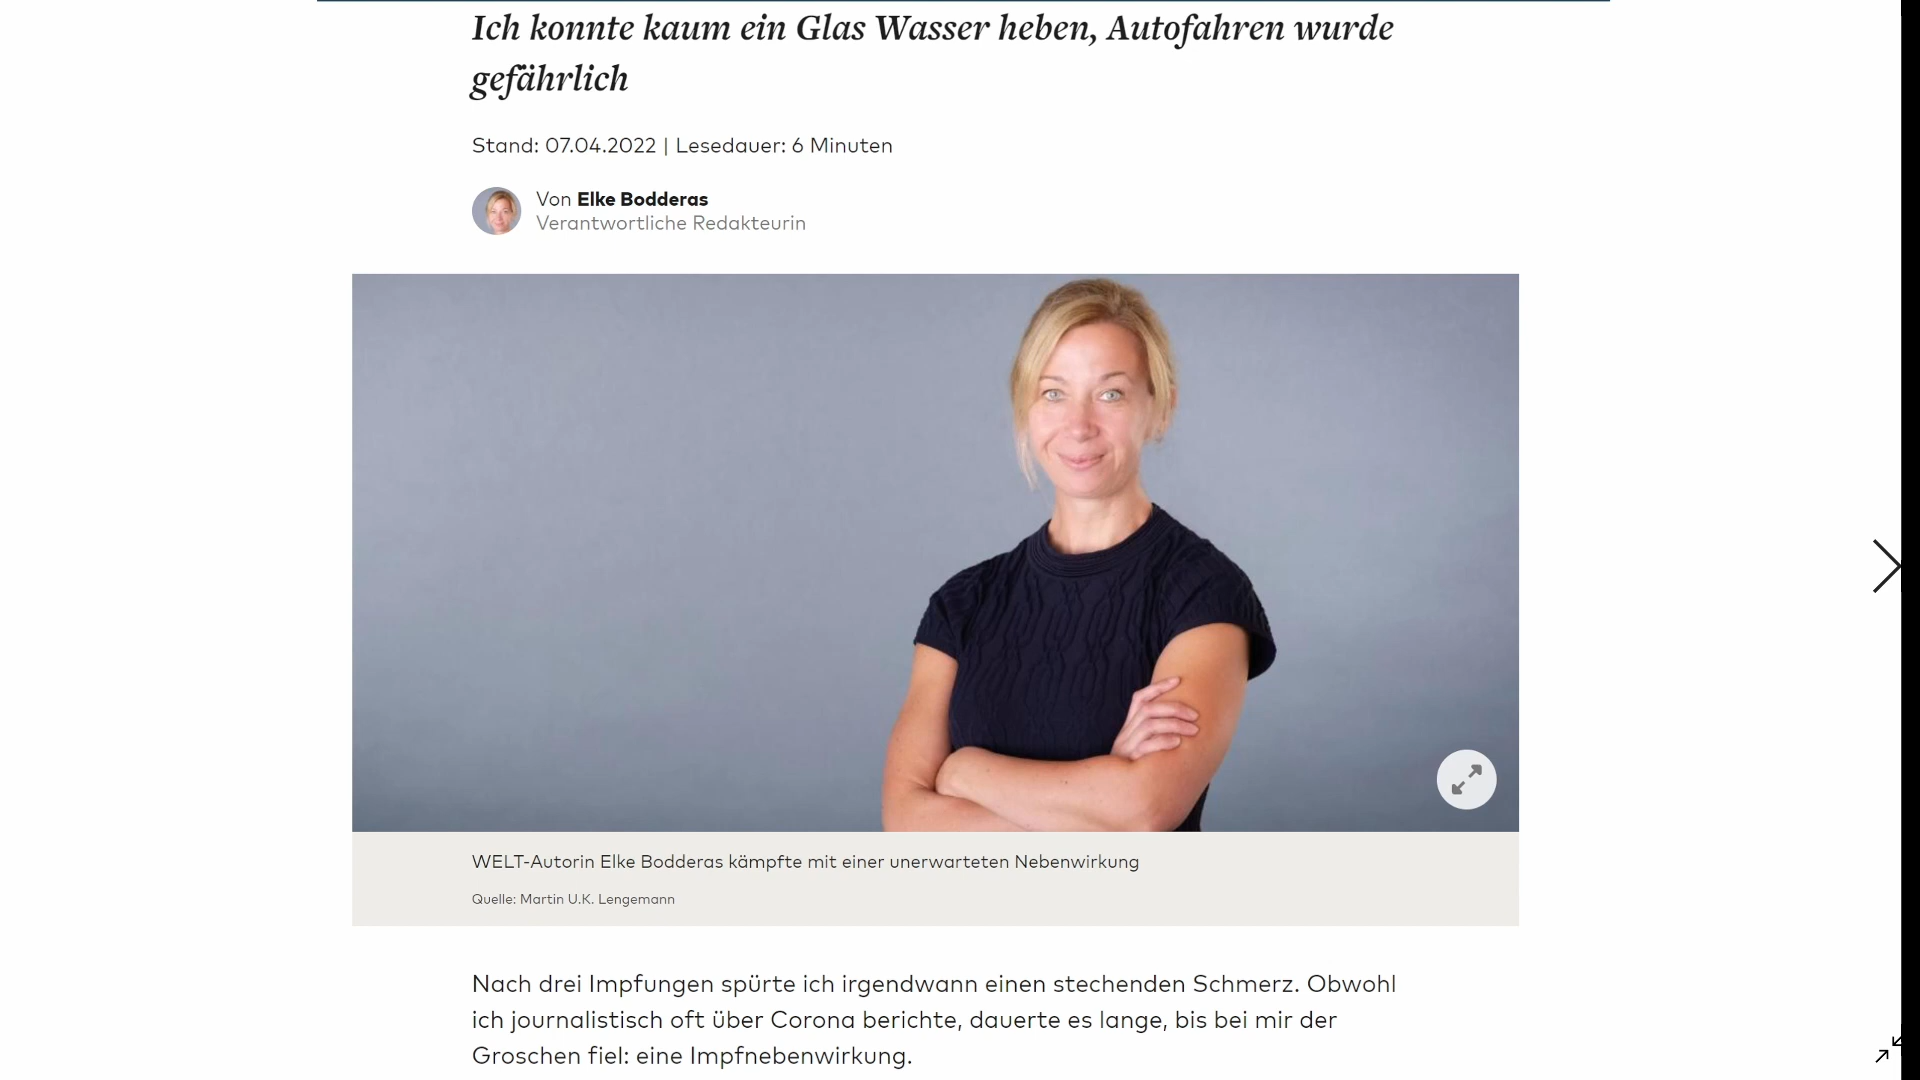 Ich konnte kaum ein Glas Wasser heben, Autofahren wurde
gefährlich
Stand: 07.04.2022 | Lesedauer: 6 Minuten
Von Elke Bodderas
Verantwortliche Redakteurin
WELT-Autorin Elke Bodderas kämpfte mit einer unerwarteten Nebenwirkung
Quelle: Martin U.K. Lengemann
Nach drei Impfungen spürte ich irgendwann einen stechenden Schmerz. Obwohl
ich journalistisch oft über Corona berichte, dauerte es lange, bis bei mir der
Groschen fiel: eine Impfnebenwirkung.